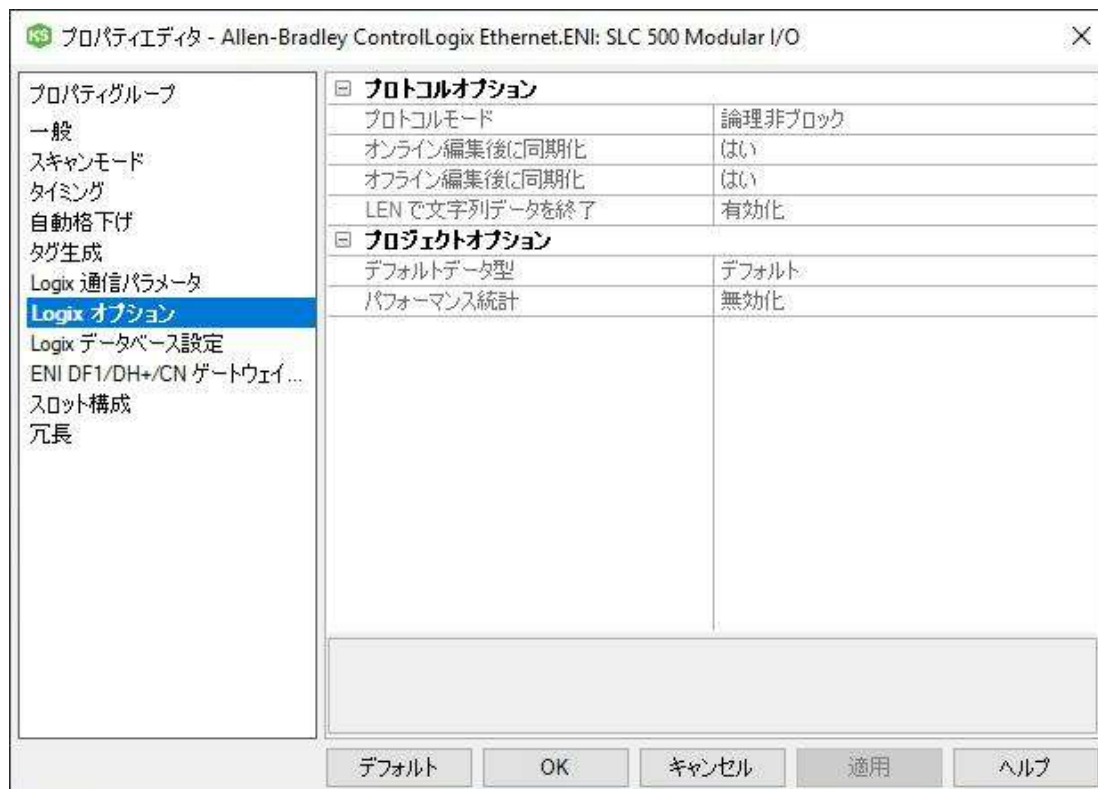 KS プロパティエディタ - Allen-Bradley ControlLogix Ethernet.ENI: SLC 500 Modular I/O
プロパティグループ
一般
スキャンモード
タイミング
自動格下げ
タグ生成
Logix 通信パラメータ
Logix オプション
Logix データベース設定
ENI DF1/DH+/CN ゲートウェイ...
スロット構成
冗長
プロトコルオプション
プロトコルモード 論理非ブロック
オンライン編集後に同期化 はい
オフライン編集後に同期化 はい
LEN で文字列データを終了 有効化
プロジェクトオプション
デフォルトデータ型 デフォルト
パフォーマンス統計 無効化
デフォルト OK キャンセル 適用 ヘルプ